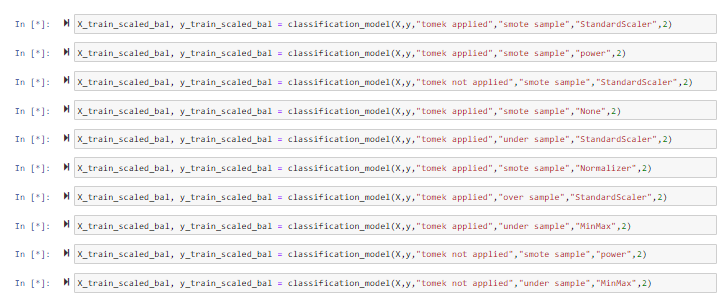 In [*]: X_train_scaled_bal, y_train_scaled_bal = classification_model(X,y,"tomek applied","smote sample","StandardScaler",2)
In [*]: X_train_scaled_bal, y_train_scaled_bal = classification_model(X,y,"tomek applied","smote sample","power",2)
In [*]: X_train_scaled_bal, y_train_scaled_bal = classification_model(X,y,"tomek not applied","smote sample","StandardScaler",2)
In [*]: X_train_scaled_bal, y_train_scaled_bal = classification_model(X,y,"tomek applied","smote sample","None",2)
In [*]: X_train_scaled_bal, y_train_scaled_bal = classification_model(X,y,"tomek applied","under sample","StandardScaler",2)
In [*]: X_train_scaled_bal, y_train_scaled_bal = classification_model(X,y,"tomek applied","smote sample","Normalizer",2)
In [*]: X_train_scaled_bal, y_train_scaled_bal = classification_model(X,y,"tomek applied","over sample","StandardScaler",2)
In [*]: X_train_scaled_bal, y_train_scaled_bal = classification_model(X,y,"tomek applied","under sample","MinMax",2)
In [*]: X_train_scaled_bal, y_train_scaled_bal = classification_model(X,y,"tomek not applied","smote sample","power",2)
In [*]: X_train_scaled_bal, y_train_scaled_bal = classification_model(X,y,"tomek not applied","under sample","MinMax",2)